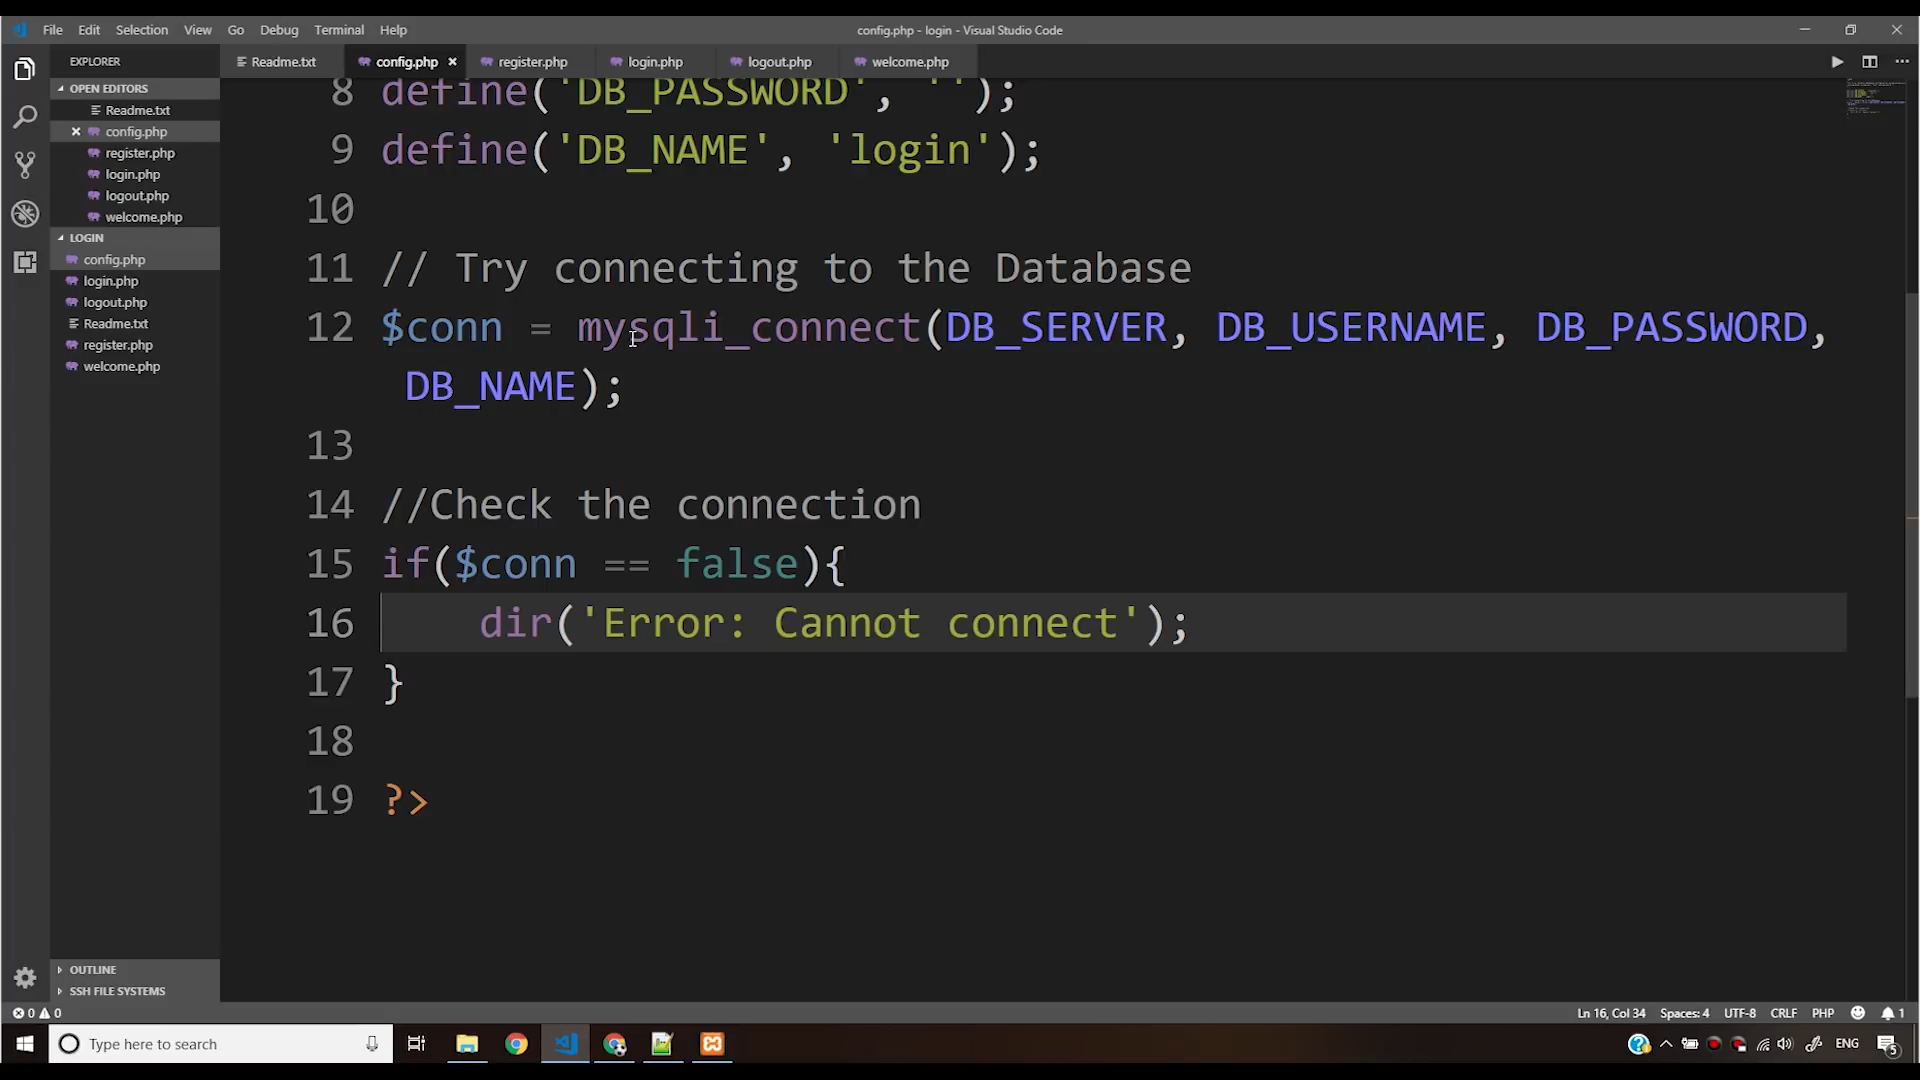 File Edit Selection View Go Debug Terminal Help
config.php - login - Visual Studio Code
EXPLORER
Readme.txt config.php register.php login.php logout.php welcome.php
OPEN EDITORS
Readme.txt
config.php
register.php
login.php
logout.php
welcome.php
LOGIN
config.php
login.php
logout.php
Readme.txt
register.php
welcome.php
OUTLINE
SSH FILE SYSTEMS
8 define('DB_PASSWORD', '');
9 define('DB_NAME', 'login');
10
11 // Try connecting to the Database
12 $conn = mysqli_connect(DB_SERVER, DB_USERNAME, DB_PASSWORD,
DB_NAME);
13
14 //Check the connection
15 if($conn == false){
16 dir('Error: Cannot connect');
17 }
18
19 ?>
0 0
Ln 16, Col 34 Spaces: 4 UTF-8 CRLF PHP 1
Type here to search
ENG 5